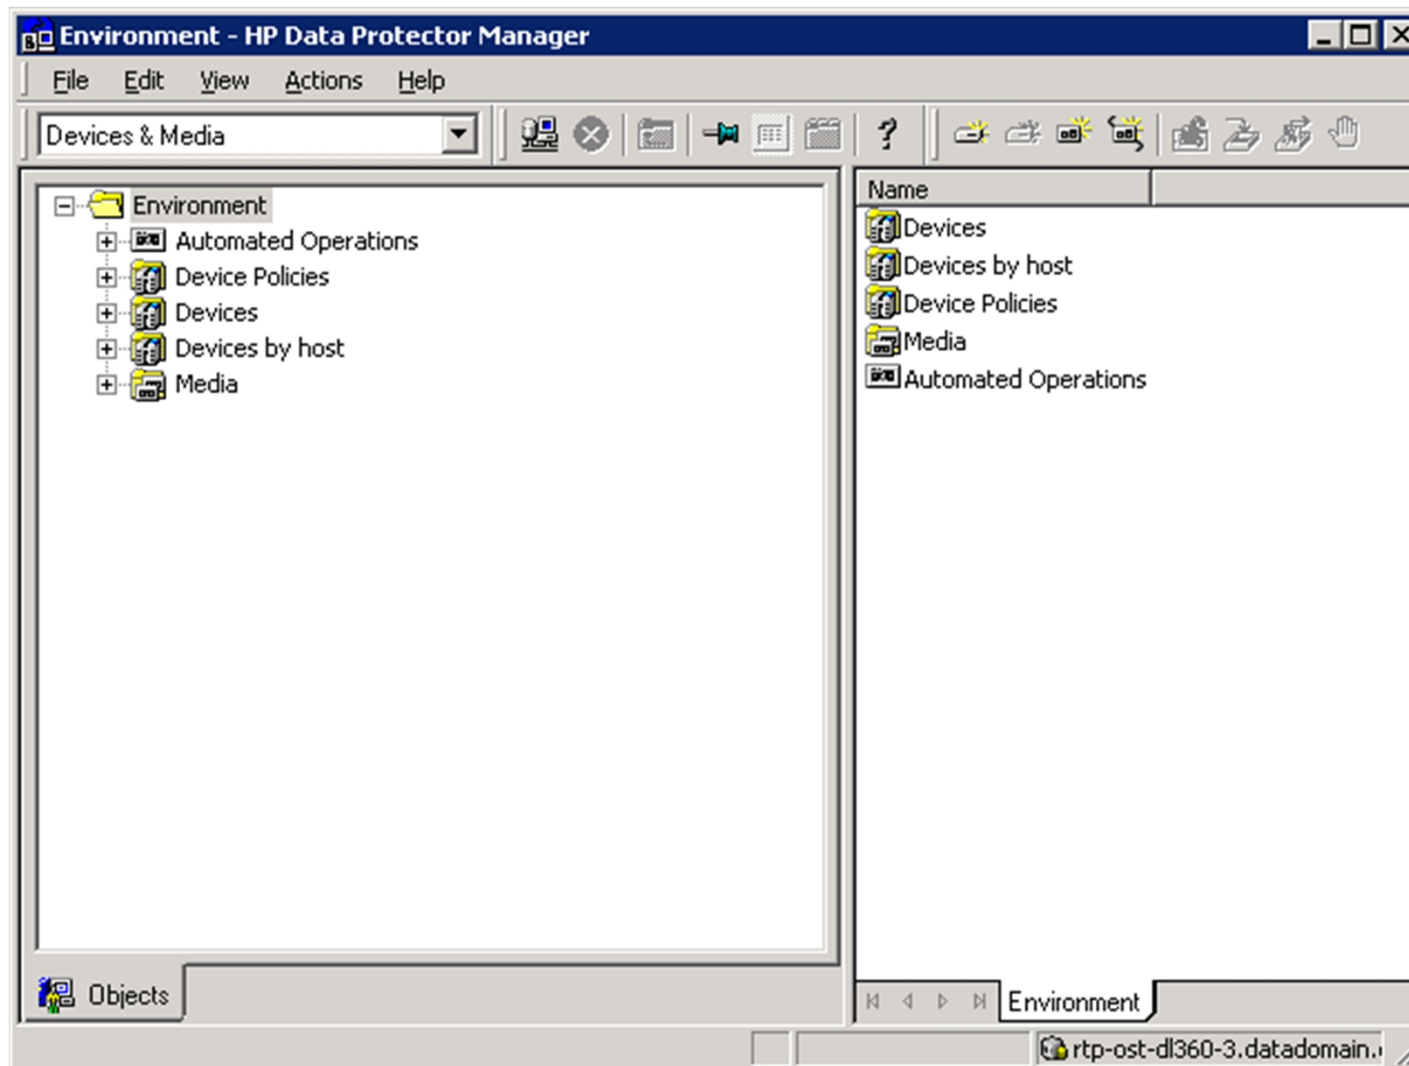 Environment - HP Data Protector Manager
File Edit View Actions Help
Devices & Media
Environment
Automated Operations
Device Policies
Devices
Devices by host
Media
Objects
Name
Devices
Devices by host
Device Policies
Media
Automated Operations
Environment
rtp-ost-dl360-3.datadomain.